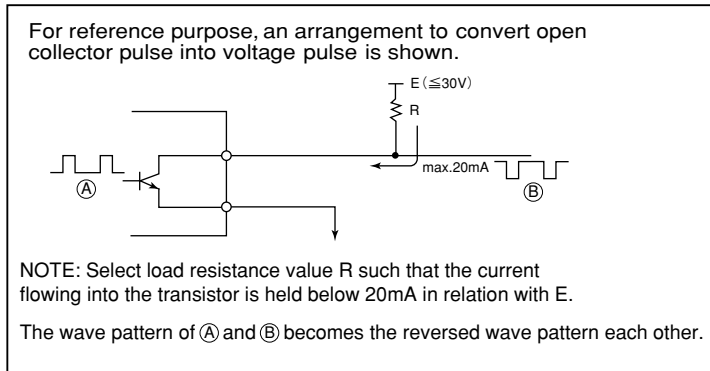 For reference purpose, an arrangement to convert open
collector pulse into voltage pulse is shown.
E (≦30V)
R
max.20mA
Ⓐ
Ⓑ
NOTE: Select load resistance value R such that the current
flowing into the transistor is held below 20mA in relation with E.
The wave pattern of Ⓐ and Ⓑ becomes the reversed wave pattern each other.